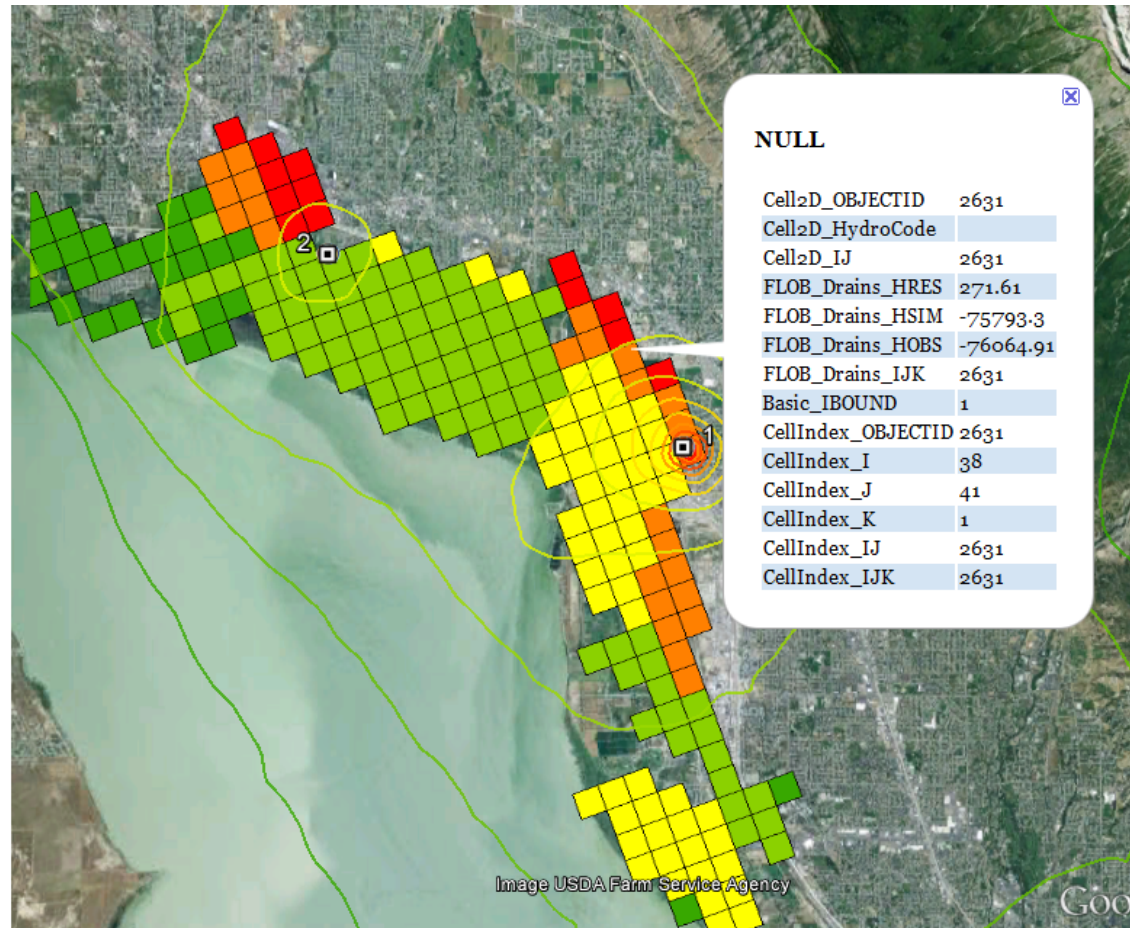 NULL
Cell2D_OBJECTID 2631
Cell2D_HydroCode
Cell2D_IJ 2631
FLOB_Drains_HRES 271.61
FLOB_Drains_HSIM -75793.3
FLOB_Drains_HOBS -76064.91
FLOB_Drains_IJK 2631
Basic_IBOUND 1
CellIndex_OBJECTID 2631
CellIndex_I 38
CellIndex_J 41
CellIndex_K 1
CellIndex_IJ 2631
CellIndex_IJK 2631
2
1
Image USDA Farm Service Agency
Goo